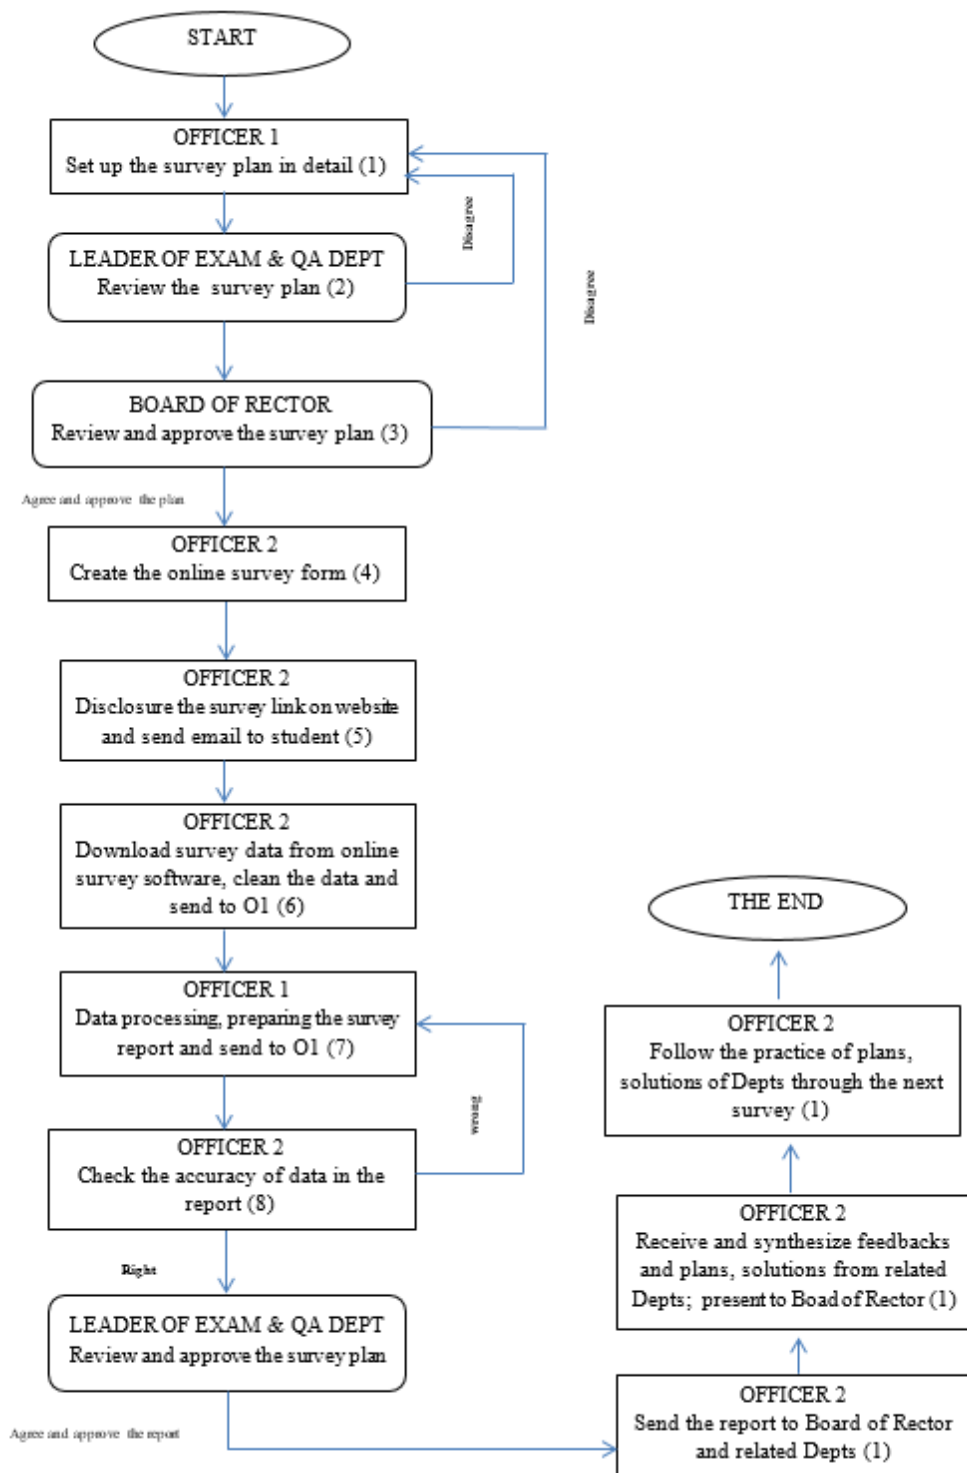 START
OFFICER 1
Set up the survey plan in detail (1)
Disagree
LEADER OF EXAM & QA DEPT
Review the survey plan (2)
Disagree
BOARD OF RECTOR
Review and approve the survey plan (3)
Agree and approve the plan
OFFICER 2
Create the online survey form (4)
OFFICER 2
Disclosure the survey link on website
and send email to student (5)
OFFICER 2
Download survey data from online
survey software, clean the data and
send to O1 (6)
OFFICER 1
Data processing, preparing the survey
report and send to O1 (7)
wrong
OFFICER 2
Check the accuracy of data in the
report (8)
Right
LEADER OF EXAM & QA DEPT
Review and approve the survey plan
Agree and approve the report
OFFICER 2
Send the report to Board of Rector
and related Depts (1)
OFFICER 2
Receive and synthesize feedbacks
and plans, solutions from related
Depts; present to Boad of Rector (1)
OFFICER 2
Follow the practice of plans,
solutions of Depts through the next
survey (1)
THE END